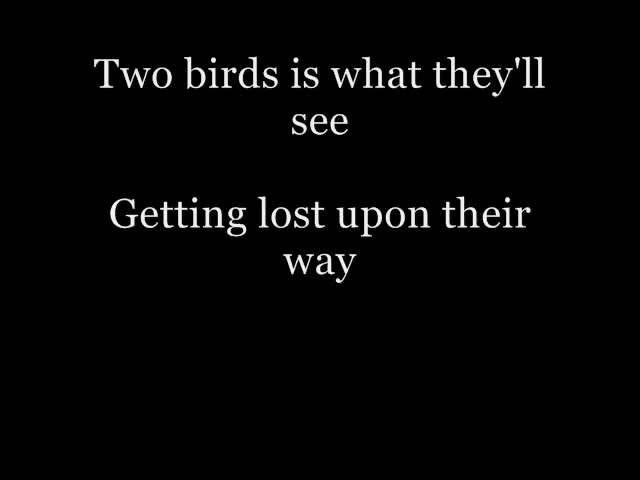 Two birds is what they'll
see
Getting lost upon their
way